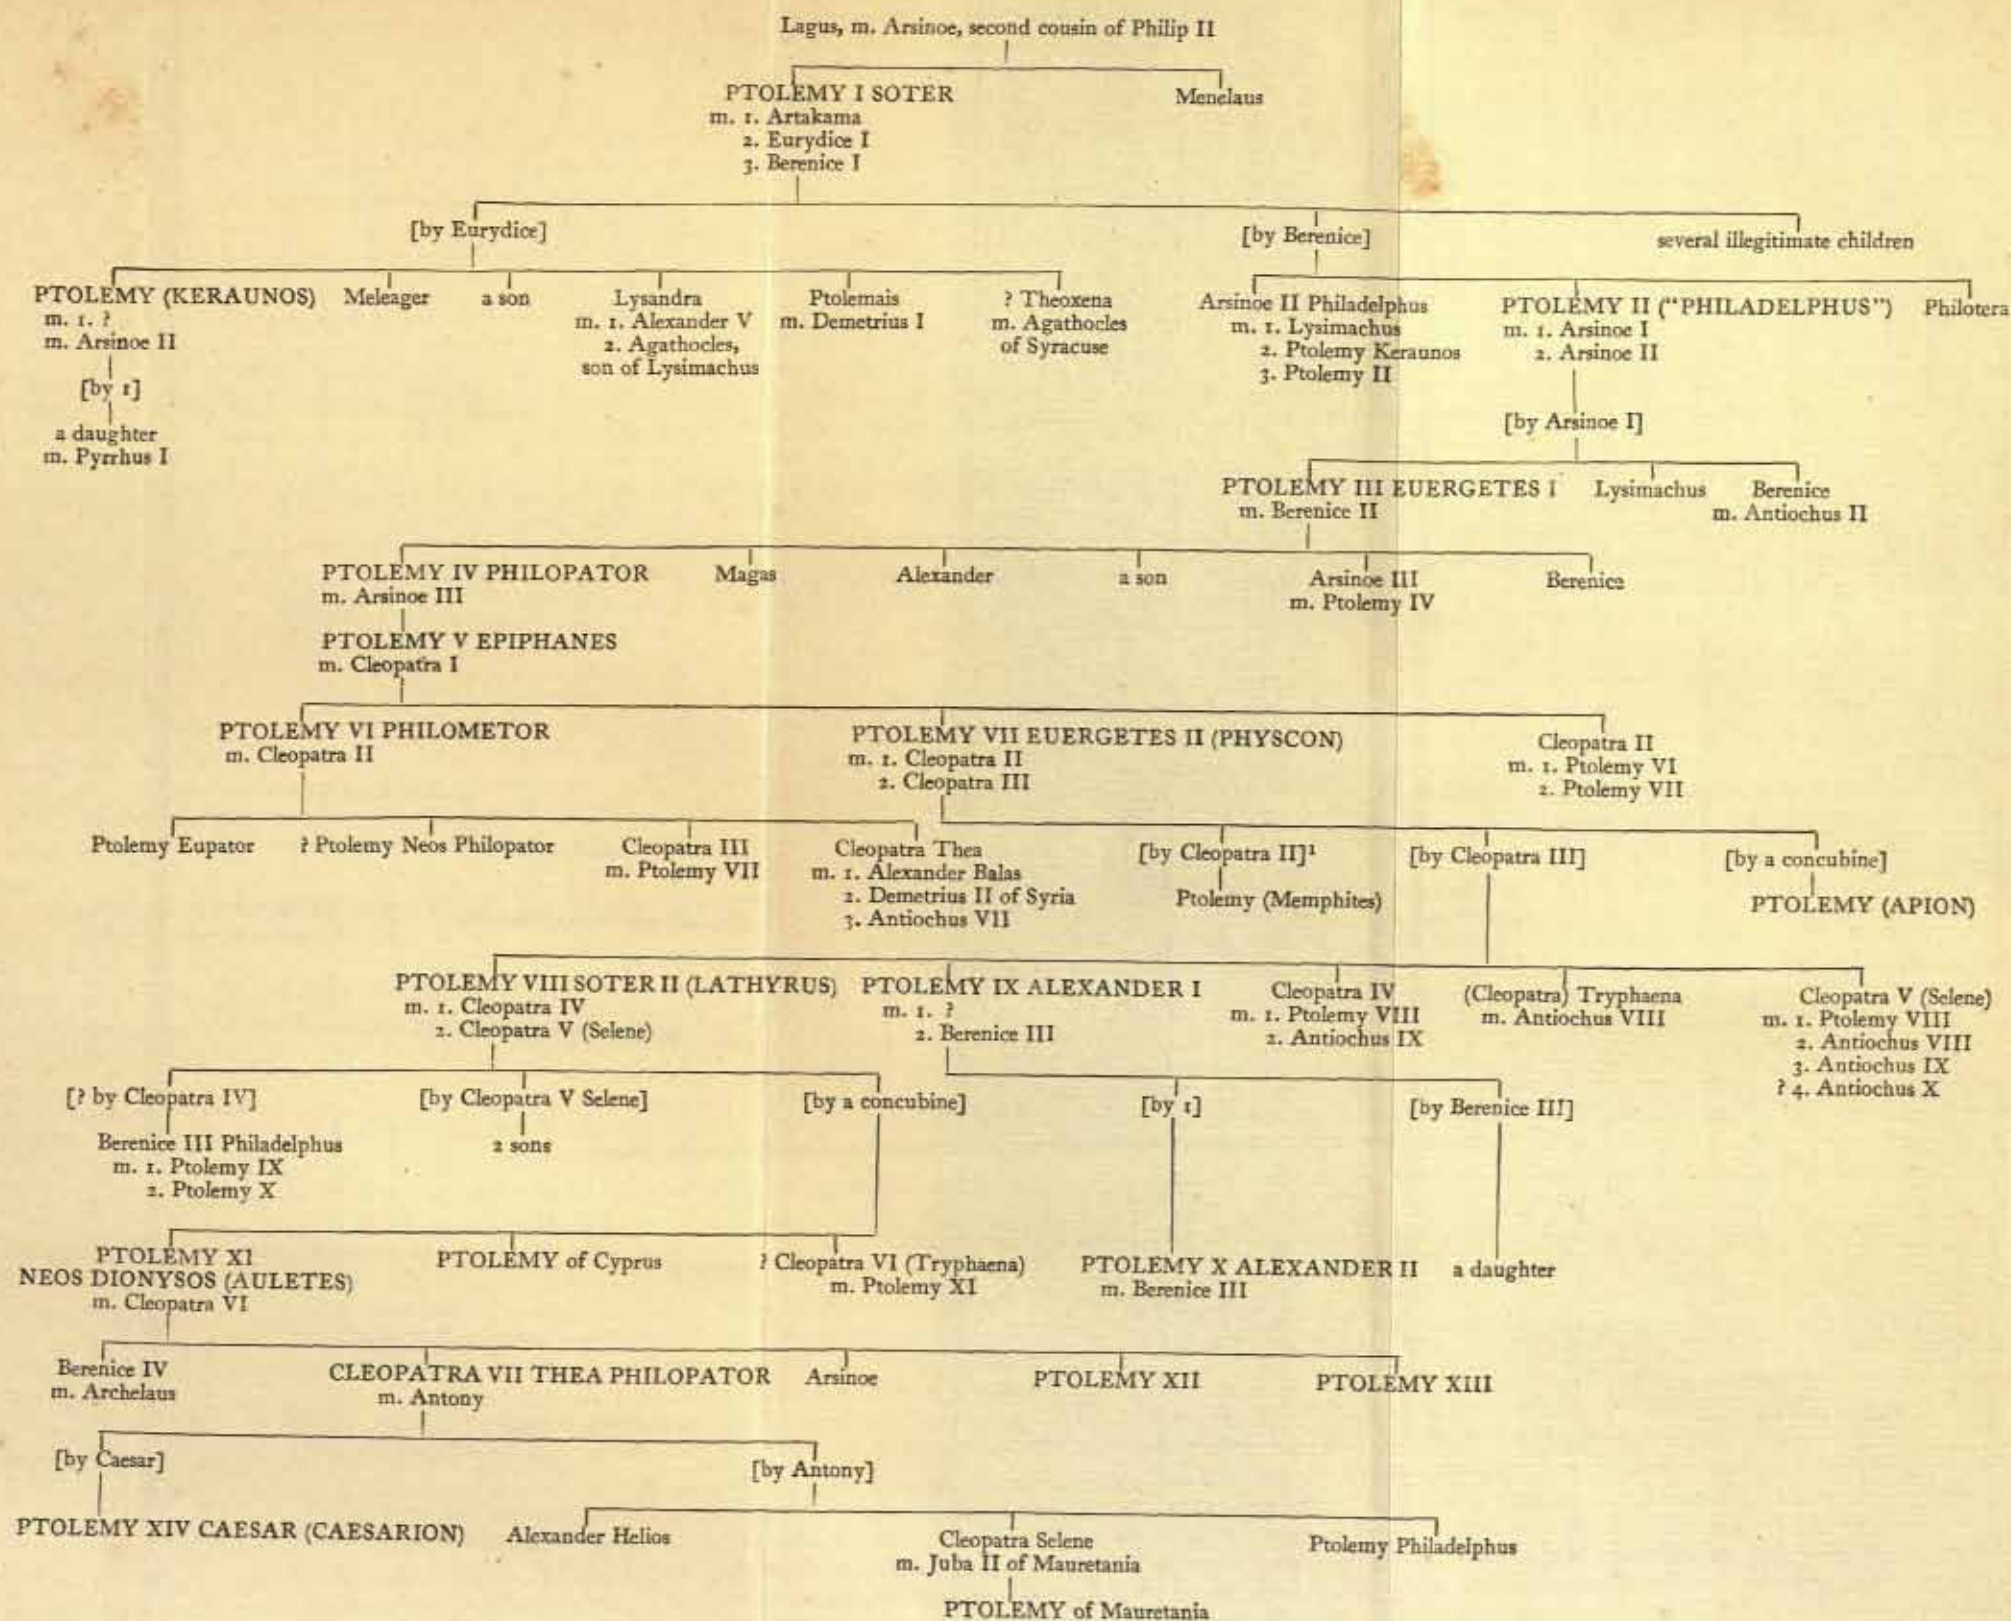 Lagus, m. Arsinoe, second cousin of Philip II
PTOLEMY I SOTER
m. 1. Artakama
2. Eurydice I
3. Berenice I
Menelaus
[by Eurydice]
[by Berenice]
several illegitimate children
PTOLEMY (KERAUNOS)
m. 1. ?
m. Arsinoe II
[by 1]
a daughter
m. Pyrrhus I
Meleager
a son
Lysandra
m. 1. Alexander V
2. Agathocles,
son of Lysimachus
Ptolemais
m. Demetrius I
? Theoxena
m. Agathocles
of Syracuse
Arsinoe II Philadelphus
m. 1. Lysimachus
2. Ptolemy Keraunos
3. Ptolemy II
PTOLEMY II ("PHILADELPHUS")
m. 1. Arsinoe I
2. Arsinoe II
Philotera
[by Arsinoe I]
PTOLEMY III EUERGETES I
m. Berenice II
Lysimachus
Berenice
m. Antiochus II
PTOLEMY IV PHILOPATOR
m. Arsinoe III
Magas
Alexander
a son
Arsinoe III
m. Ptolemy IV
Berenice
PTOLEMY V EPIPHANES
m. Cleopatra I
PTOLEMY VI PHILOMETOR
m. Cleopatra II
PTOLEMY VII EUERGETES II (PHYSCON)
m. 1. Cleopatra II
2. Cleopatra III
Cleopatra II
m. 1. Ptolemy VI
2. Ptolemy VII
Ptolemy Eupator
? Ptolemy Neos Philopator
Cleopatra III
m. Ptolemy VII
Cleopatra Thea
m. 1. Alexander Balas
2. Demetrius II of Syria
3. Antiochus VII
[by Cleopatra II]¹
Ptolemy (Memphites)
[by Cleopatra III]
[by a concubine]
PTOLEMY (APION)
PTOLEMY VIII SOTER II (LATHYRUS)
m. 1. Cleopatra IV
2. Cleopatra V (Selene)
PTOLEMY IX ALEXANDER I
m. 1. ?
2. Berenice III
Cleopatra IV
m. 1. Ptolemy VIII
2. Antiochus IX
(Cleopatra) Tryphaena
m. Antiochus VIII
Cleopatra V (Selene)
m. 1. Ptolemy VIII
2. Antiochus VIII
3. Antiochus IX
? 4. Antiochus X
[? by Cleopatra IV]
Berenice III Philadelphus
m. 1. Ptolemy IX
2. Ptolemy X
[by Cleopatra V Selene]
2 sons
[by a concubine]
[by 1]
[by Berenice III]
PTOLEMY XI
NEOS DIONYSOS (AULETES)
m. Cleopatra VI
PTOLEMY of Cyprus
? Cleopatra VI (Tryphaena)
m. Ptolemy XI
PTOLEMY X ALEXANDER II
m. Berenice III
a daughter
Berenice IV
m. Archelaus
CLEOPATRA VII THEA PHILOPATOR
m. Antony
Arsinoe
PTOLEMY XII
PTOLEMY XIII
[by Caesar]
[by Antony]
PTOLEMY XIV CAESAR (CAESARION)
Alexander Helios
Cleopatra Selene
m. Juba II of Mauretania
Ptolemy Philadelphus
PTOLEMY of Mauretania